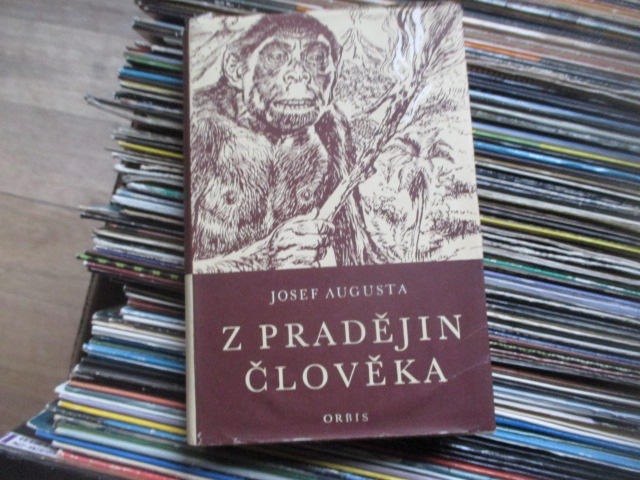 JOSEF AUGUSTA
Z PRADĚJIN
ČLOVĚKA
ORBIS